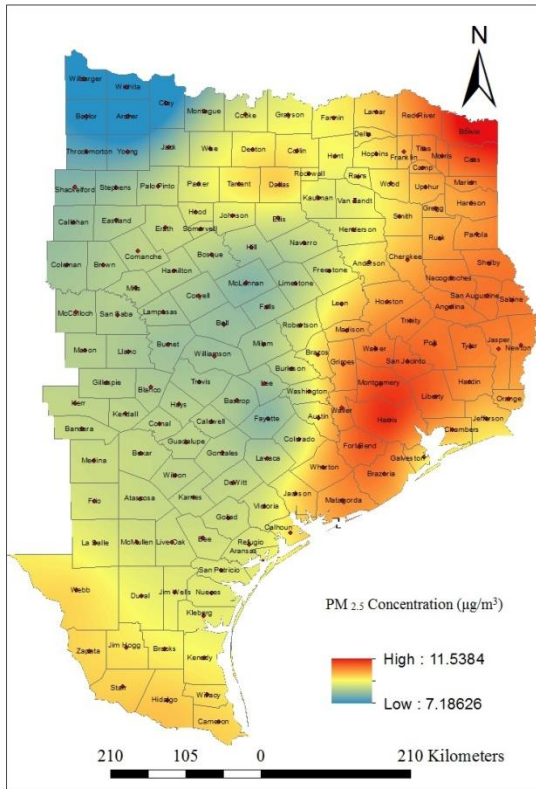 N
Wilbarger Wichita Clay
Montague Cooke Grayson Fannin Lamar Red River Bowie
Baylor Archer
Delta Titus
Throckmorton Young Jack Wise Denton Collin Hunt Hopkins Franklin Morris Cass
Camp
Rockwall Rains
Shackelford Stephens Palo Pinto Parker Tarrant Dallas Wood Upshur Marion
Kaufman Van Zandt
Gregg Harrison
Callahan Eastland Hood Johnson Ellis Smith
Erath Somervell Henderson Rusk Panola
Hill Navarro
Coleman Brown Comanche Bosque Anderson Cherokee Shelby
Hamilton Freestone
McLennan Limestone Nacogdoches
Mills Coryell Leon Houston San Augustine Sabine
McCulloch San Saba Lampasas Falls Angelina
Bell Robertson Madison Trinity
Mason Llano Burnet Milam Walker Polk Tyler Jasper
Williamson Brazos Newton
Grimes San Jacinto
Gillespie Travis Lee Burleson Montgomery Hardin
Blanco Washington Liberty Orange
Kerr Hays Bastrop Austin Waller
Kendall Caldwell Fayette Harris Jefferson
Bandera Comal Chambers
Guadalupe Colorado Fort Bend
Medina Bexar Gonzales Lavaca Galveston
Wilson Wharton Brazoria
DeWitt
Frio Atascosa Karnes Jackson Matagorda
Victoria
Goliad Calhoun
La Salle McMullen Live Oak Bee Refugio
Aransas
San Patricio
Webb Duval Jim Wells Nueces
Kleberg
Zapata Jim Hogg Brooks Kenedy
Starr Hidalgo Willacy
Cameron
PM 2.5 Concentration (µg/m³)
High : 11.5384
Low : 7.18626
210 105 0 210 Kilometers